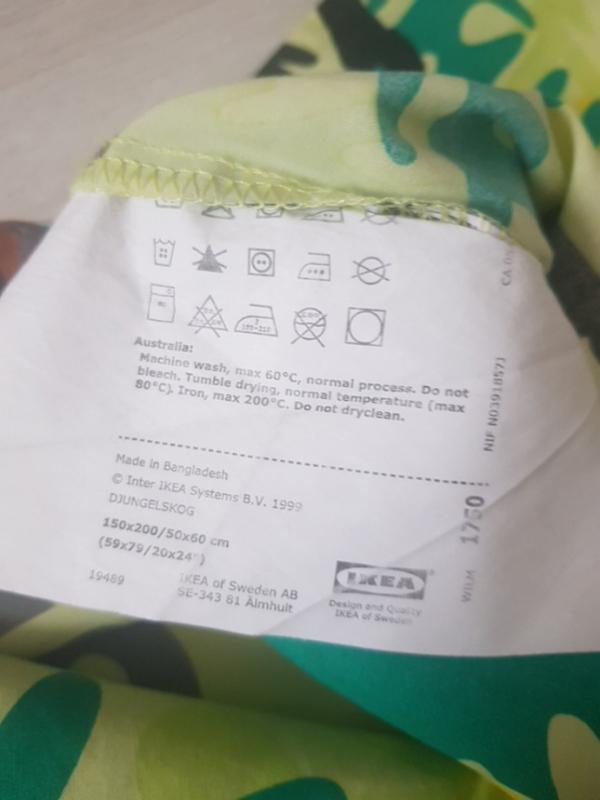 Australia:
Machine wash, max 60°C, normal process. Do not
bleach. Tumble drying, normal temperature (max
80°C). Iron, max 200°C. Do not dryclean.
Made in Bangladesh
© Inter IKEA Systems B.V. 1999
DJUNGELSKOG
150x200/50x60 cm
(59x79/20x24")
19489
IKEA of Sweden AB
SE-343 81 Älmhult
IKEA®
Design and Quality
IKEA of Sweden
NIF N0391857J
1750